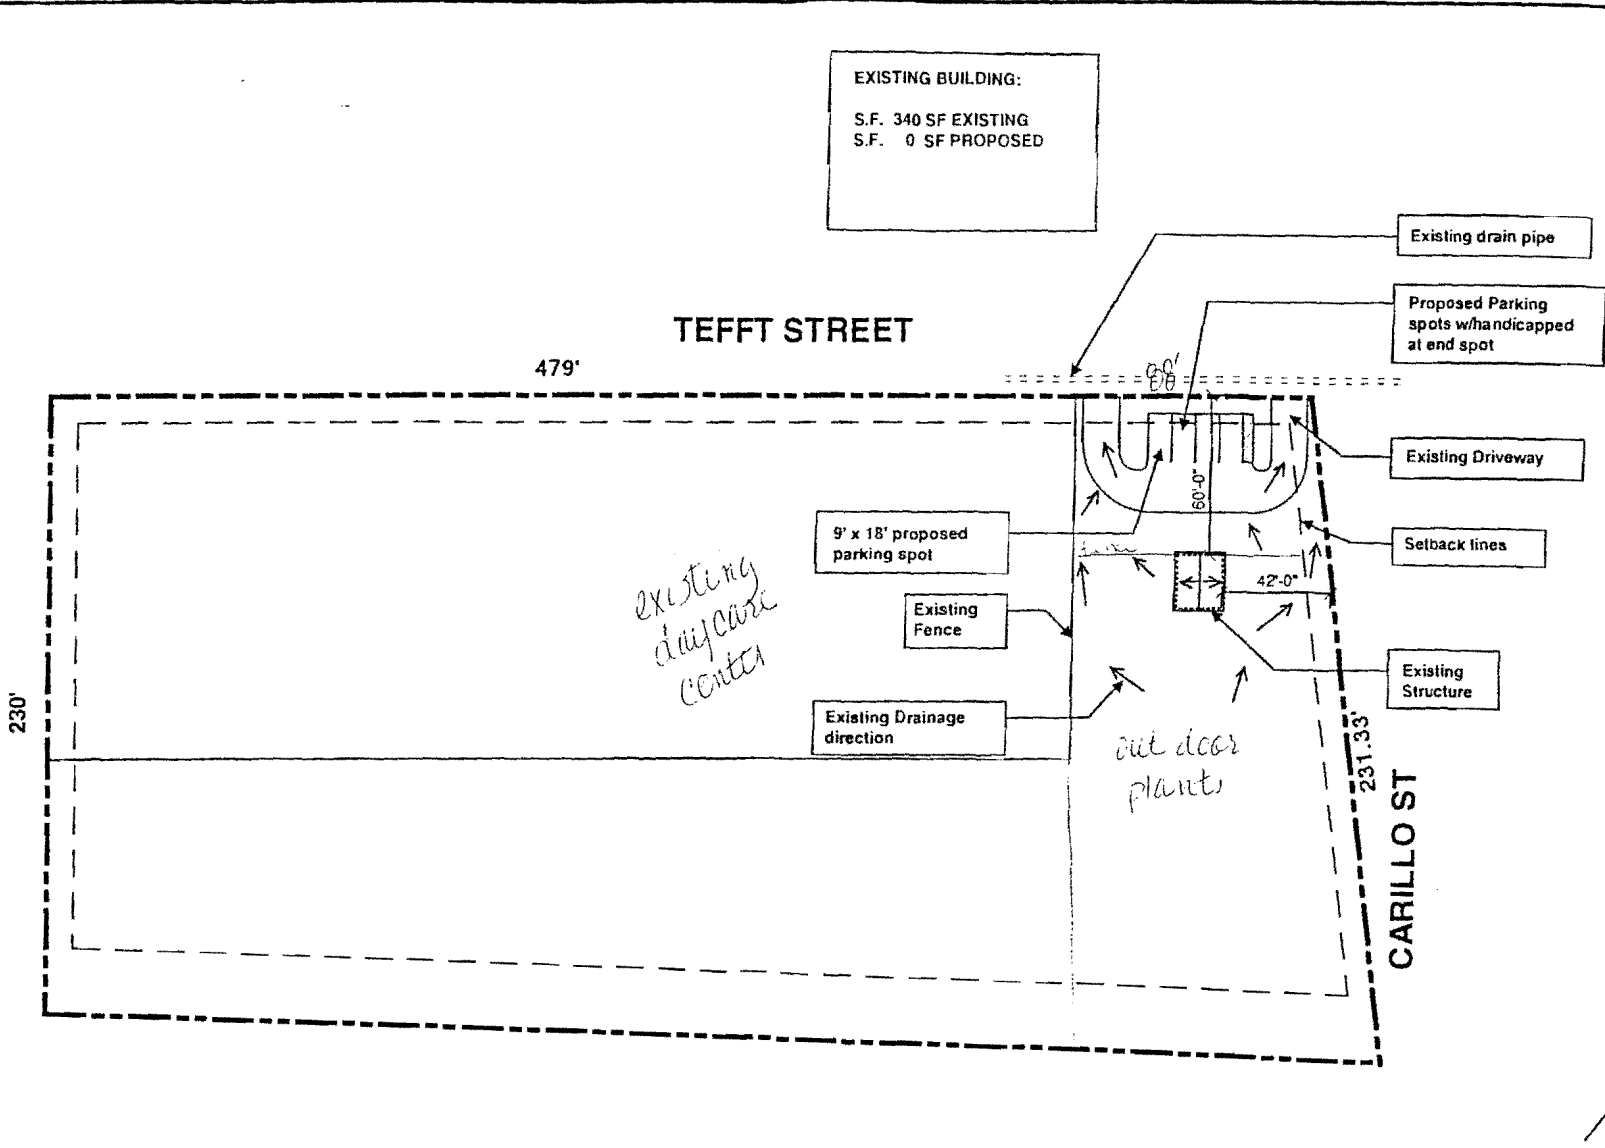 EXISTING BUILDING:
S.F. 340 SF EXISTING
S.F. 0 SF PROPOSED
Existing drain pipe
Proposed Parking
spots w/handicapped
at end spot
TEFFT STREET
479'
88'
Existing Driveway
60'-0"
9' x 18' proposed
parking spot
Setback lines
existing
daycare
center
42'-0"
Existing
Fence
Existing
Structure
230'
Existing Drainage
direction
out door
plants
231.33'
CARILLO ST